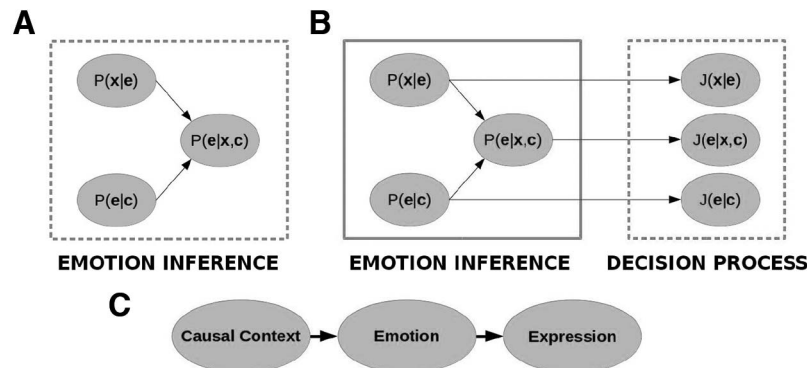 A
B
P(x|e)
P(e|x,c)
P(e|c)
P(x|e)
P(e|x,c)
P(e|c)
J(x|e)
J(e|x,c)
J(e|c)
EMOTION INFERENCE
EMOTION INFERENCE
DECISION PROCESS
C
Causal Context
Emotion
Expression